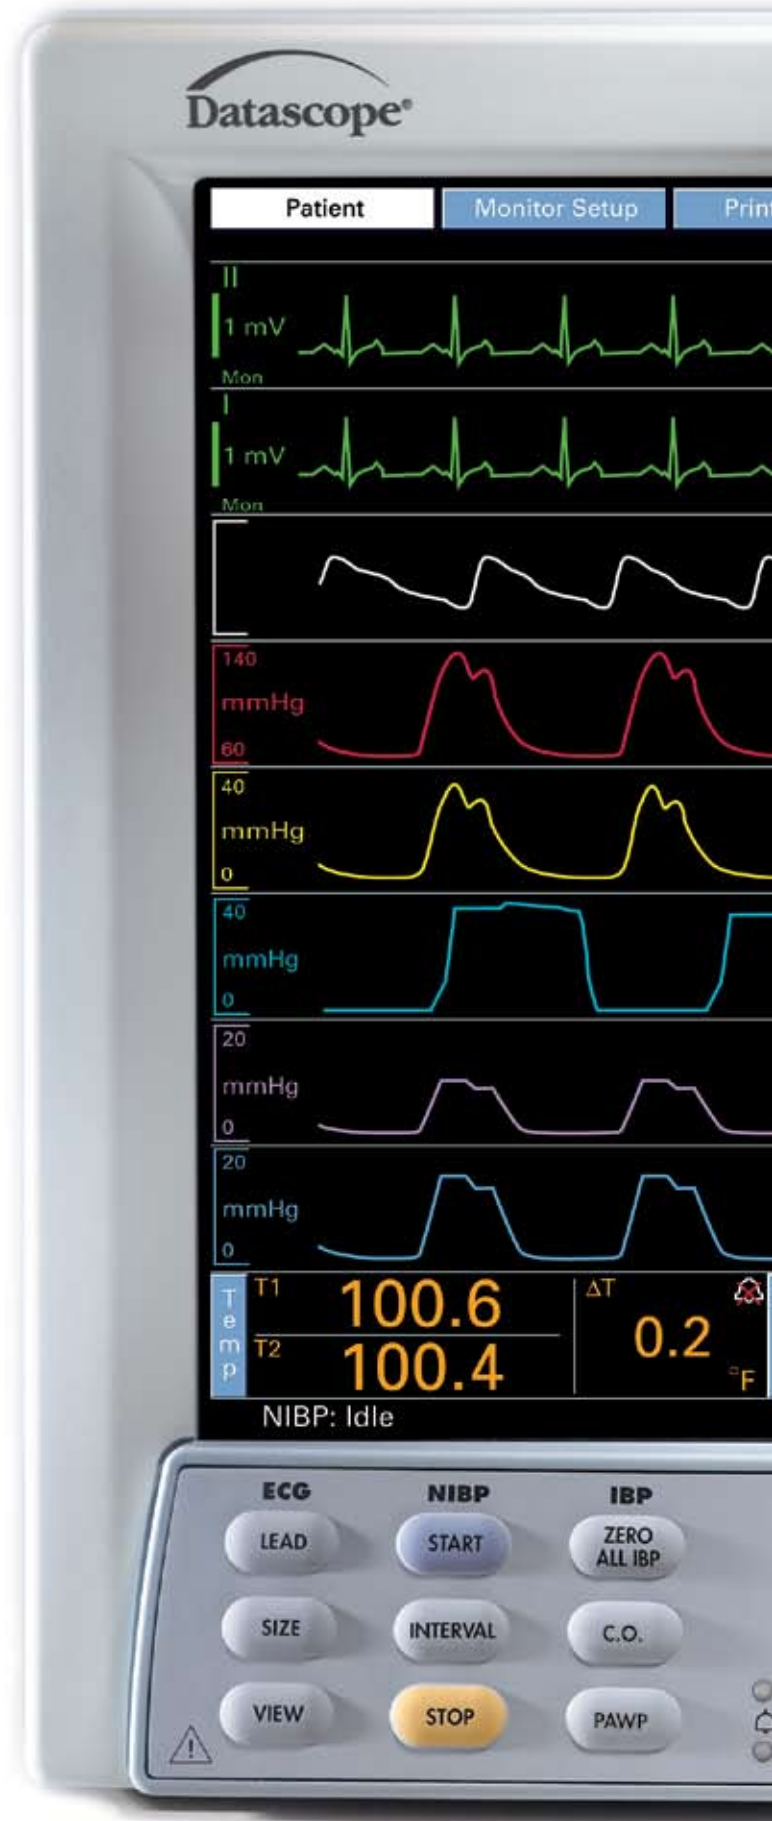 Datascope®
Patient Monitor Setup Print
II
1 mV
Mon
I
1 mV
Mon
140
mmHg
60
40
mmHg
0
40
mmHg
0
20
mmHg
0
20
mmHg
0
Temp
T1 100.6
T2 100.4
ΔT
0.2
°F
NIBP: Idle
ECG NIBP IBP
LEAD START ZERO ALL IBP
SIZE INTERVAL C.O.
VIEW STOP PAWP